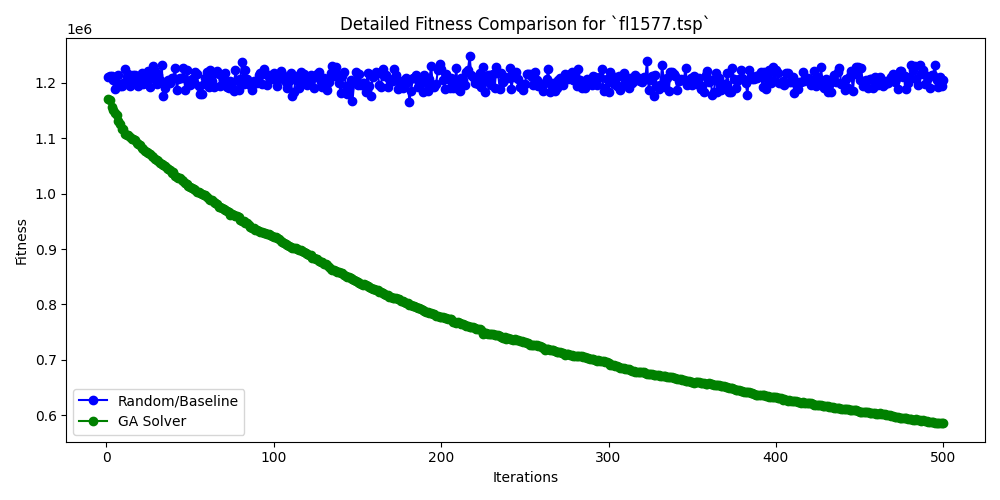 Detailed Fitness Comparison for `fl1577.tsp`
1e6
1.2
1.1
1.0
0.9
0.8
0.7
0.6
Fitness
Random/Baseline
GA Solver
0 100 200 300 400 500
Iterations